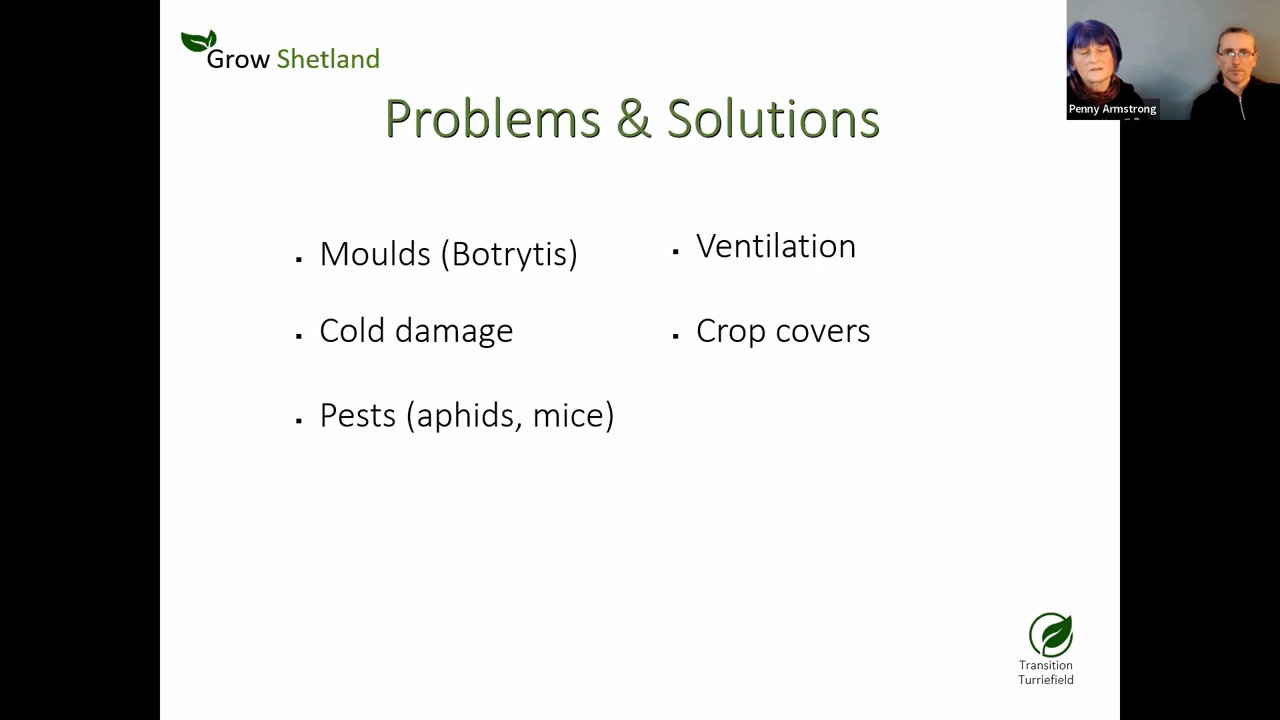 Grow Shetland
Penny Armstrong
Problems & Solutions
▪ Moulds (Botrytis)
▪ Cold damage
▪ Pests (aphids, mice)
▪ Ventilation
▪ Crop covers
Transition
Turriefield